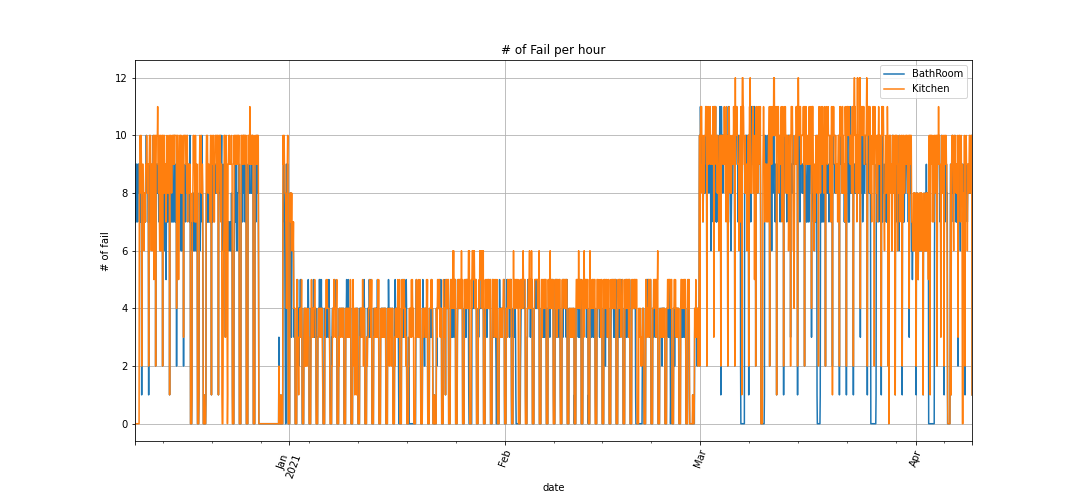 # of Fail per hour
BathRoom
Kitchen
12
10
8
6
4
2
0
# of fail
Jan
2021
Feb
Mar
Apr
date